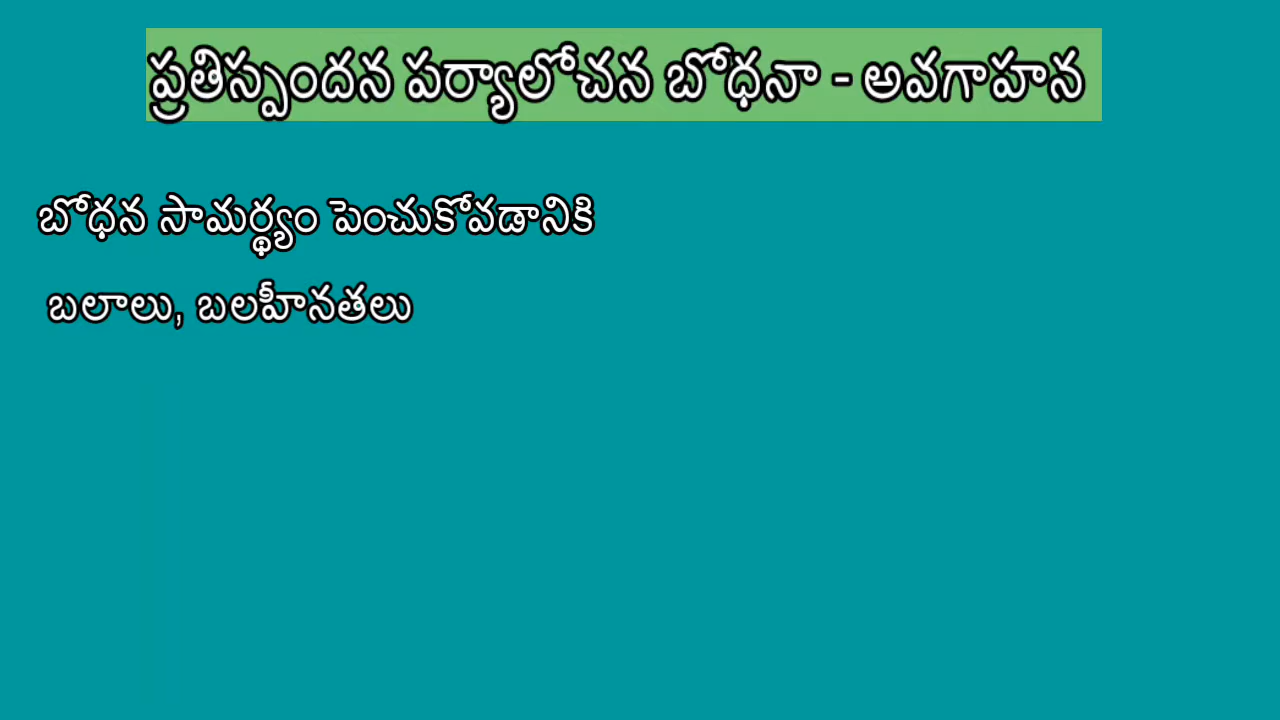 ప్రతిస్పందన పర్యాలోచన బోధనా - అవగాహన
బోధన సామర్థ్యం పెంచుకోవడానికి
బలాలు, బలహీనతలు